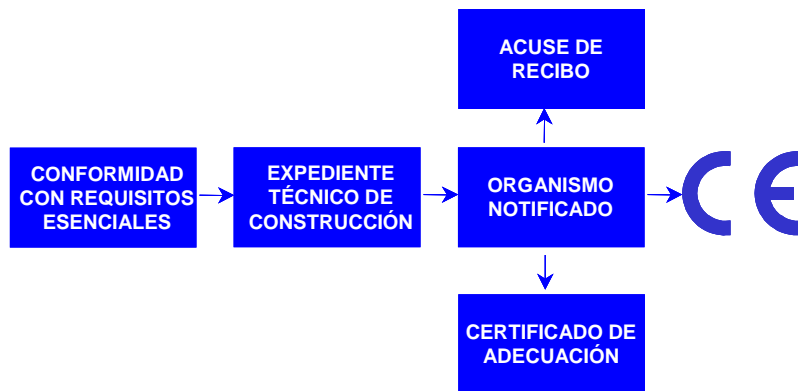 ACUSE DE
RECIBO
CONFORMIDAD
CON REQUISITOS
ESENCIALES
EXPEDIENTE
TÉCNICO DE
CONSTRUCCIÓN
ORGANISMO
NOTIFICADO
CE
CERTIFICADO DE
ADECUACIÓN